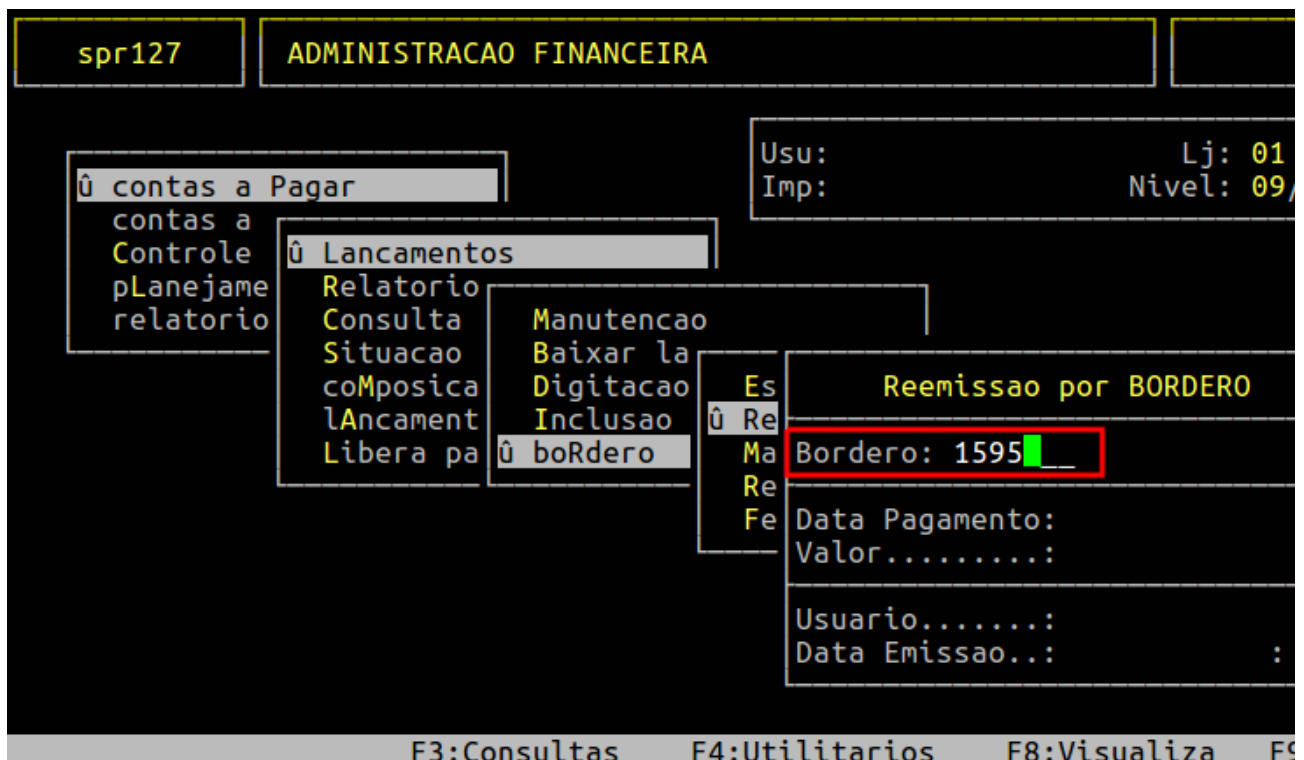 spr127 ADMINISTRACAO FINANCEIRA
Usu: Lj: 01
û contas a Pagar Imp: Nivel: 09/
contas a
Controle û Lancamentos
pLanejame Relatorio
relatorio Consulta Manutencao
Situacao Baixar la
coMposica Digitacao Es Reemissao por BORDERO
lAncament Inclusao û Re
Libera pa û boRdero Ma Bordero: 1595
Re
Fe Data Pagamento:
Valor.........:
Usuario.......:
Data Emissao..: :
F3:Consultas F4:Utilitarios F8:Visualiza F9